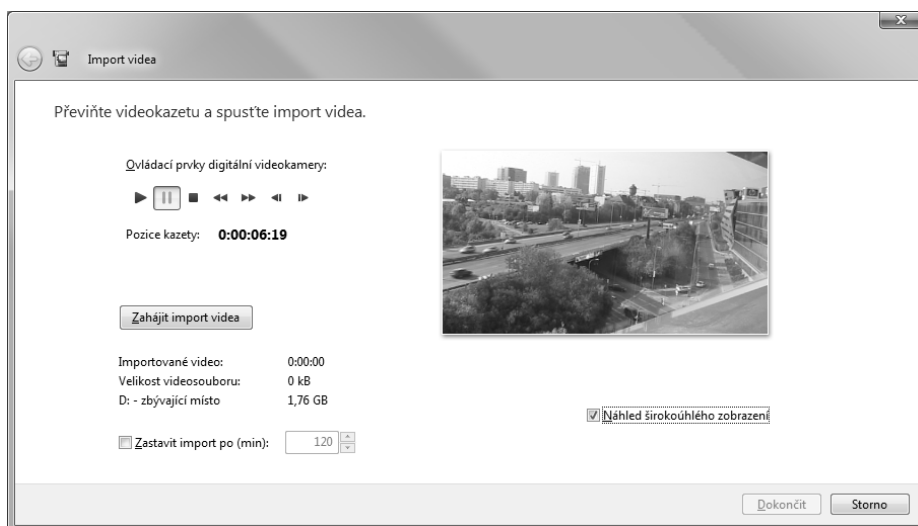 Import videa
Převiňte videokazetu a spusťte import videa.
Ovládací prvky digitální videokamery:
Pozice kazety: 0:00:06:19
Zahájit import videa
Importované video: 0:00:00
Velikost videosouboru: 0 kB
D: - zbývající místo 1,76 GB
Zastavit import po (min): 120
Náhled širokoúhlého zobrazení
Dokončit Storno